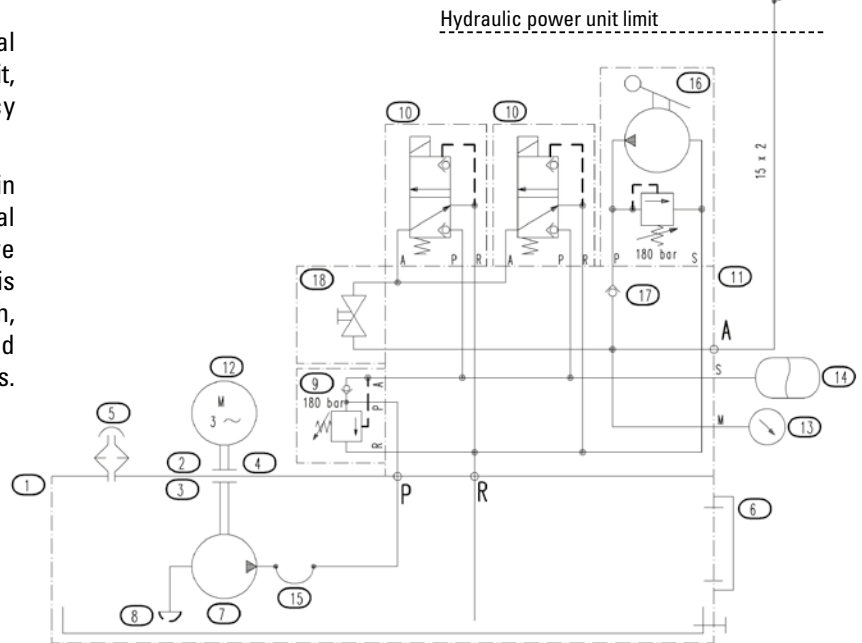 Hydraulic power unit limit
al
it,
cy
in
al
re
is
h,
d
s.
16
10
10
15 x 2
180 bar
A
P
R
A
P
R
P
S
11
18
17
A
12
9
S
14
M
3 ~
180 bar
A
P
R
M
13
5
2
4
1
3
P
R
6
8
7
15